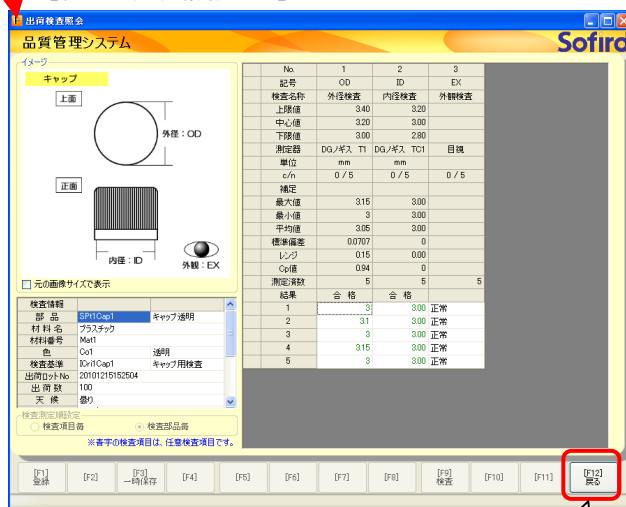 出荷検査照会
品質管理システム
Sofiro
イメージ
キャップ
上面
外径：OD
正面
内径：ID
外観：EX
元の画像サイズで表示
検査情報
部 品 SPt1Cap1 キャップ透明
材 料 名 プラスチック
材料番号 Mat1
色 Co1 透明
検査基準 ICri1Cap1 キャップ用検査
出荷ロットNo 20101215152504
出 荷 数 100
天 候 曇り
検査測定順設定
検査項目毎 検査部品毎
※青字の検査項目は、任意検査項目です。
No. 1 2 3
記号 OD ID EX
検査名称 外径検査 内径検査 外観検査
上限値 3.40 3.20
中心値 3.20 3.00
下限値 3.00 2.80
測定器 DGノギス T1 DGノギス TC1 目視
単位 mm mm
c/n 0 / 5 0 / 5 0 / 5
補足
最大値 3.15 3.00
最小値 3 3.00
平均値 3.05 3.00
標準偏差 0.0707 0
レンジ 0.15 0.00
Cp値 0.94 0
測定済数 5 5 5
結果 合 格 合 格
1 3 3.00 正常
2 3.1 3.00 正常
3 3 3.00 正常
4 3.15 3.00 正常
5 3 3.00 正常
[F1] 登録
[F2]
[F3] 一時保存
[F4]
[F5]
[F6]
[F7]
[F8]
[F9] 検査
[F10]
[F11]
[F12] 戻る